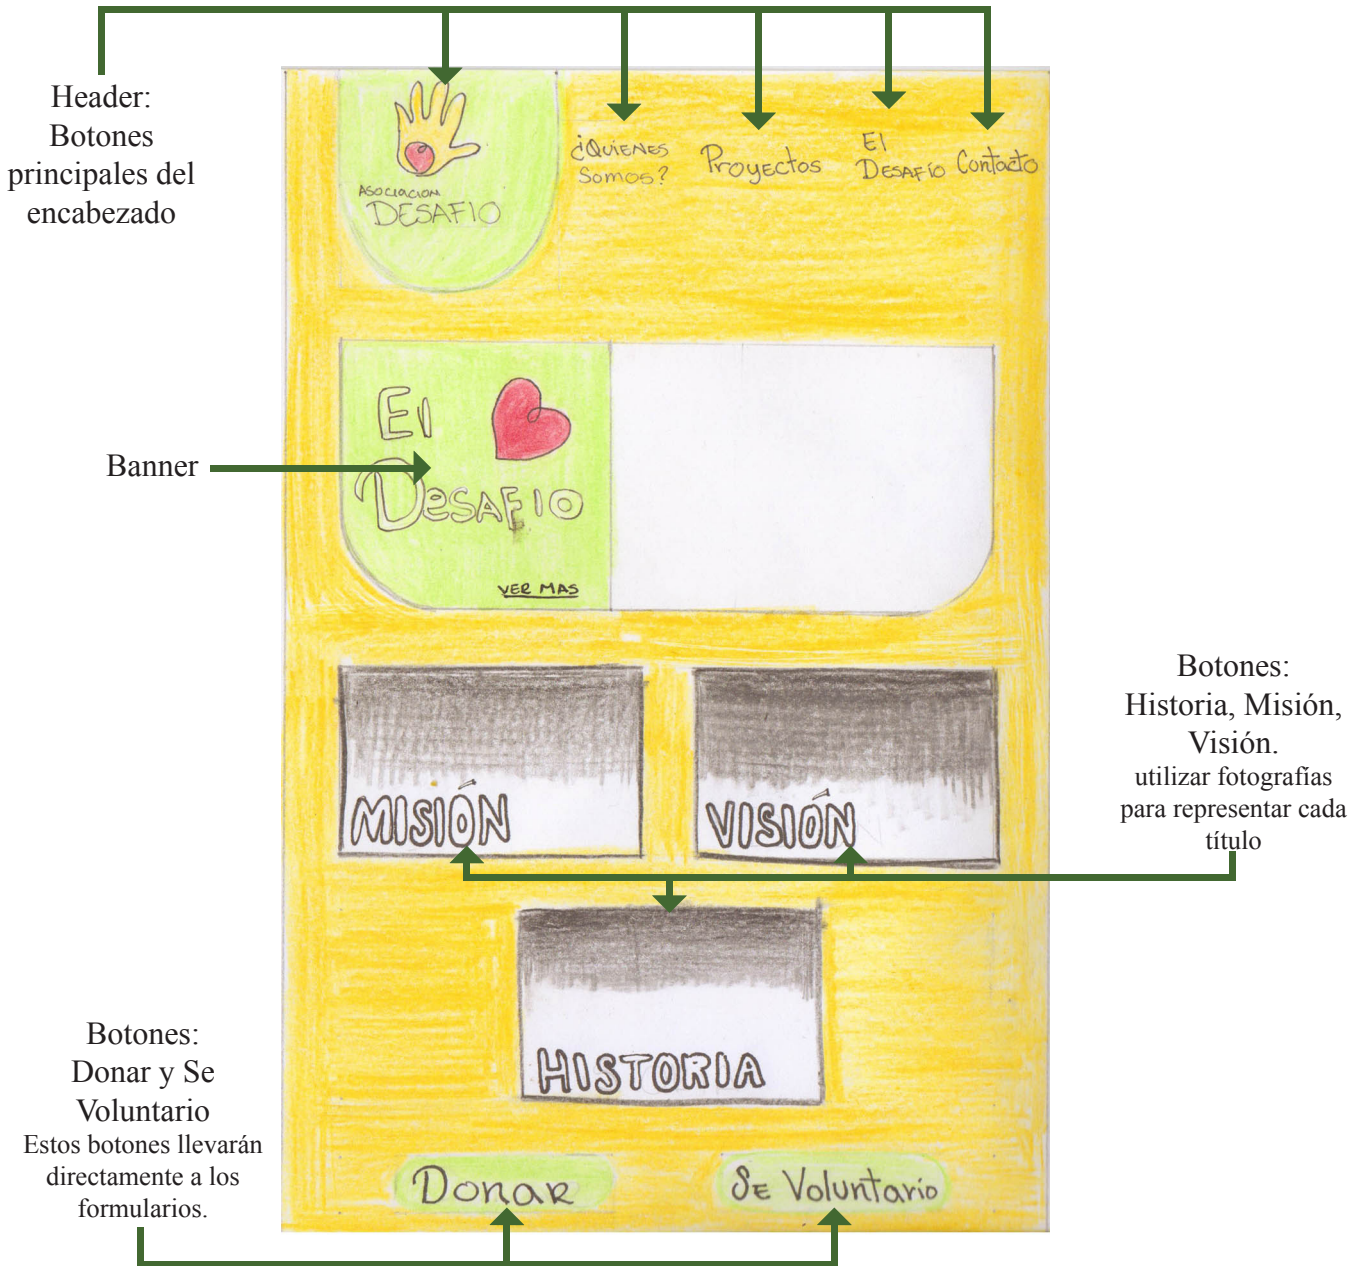 Header:
Botones
principales del
encabezado
ASOCIACION
DESAFIO
¿QUIENES
Somos?
Proyectos
El
DESAFÍO
Contacto
Banner
El
DESAFIO
VER MAS
MISIÓN
VISIÓN
Botones:
Historia, Misión,
Visión.
utilizar fotografías
para representar cada
título
HISTORIA
Botones:
Donar y Se
Voluntario
Estos botones llevarán
directamente a los
formularios.
Donar
Se Voluntario